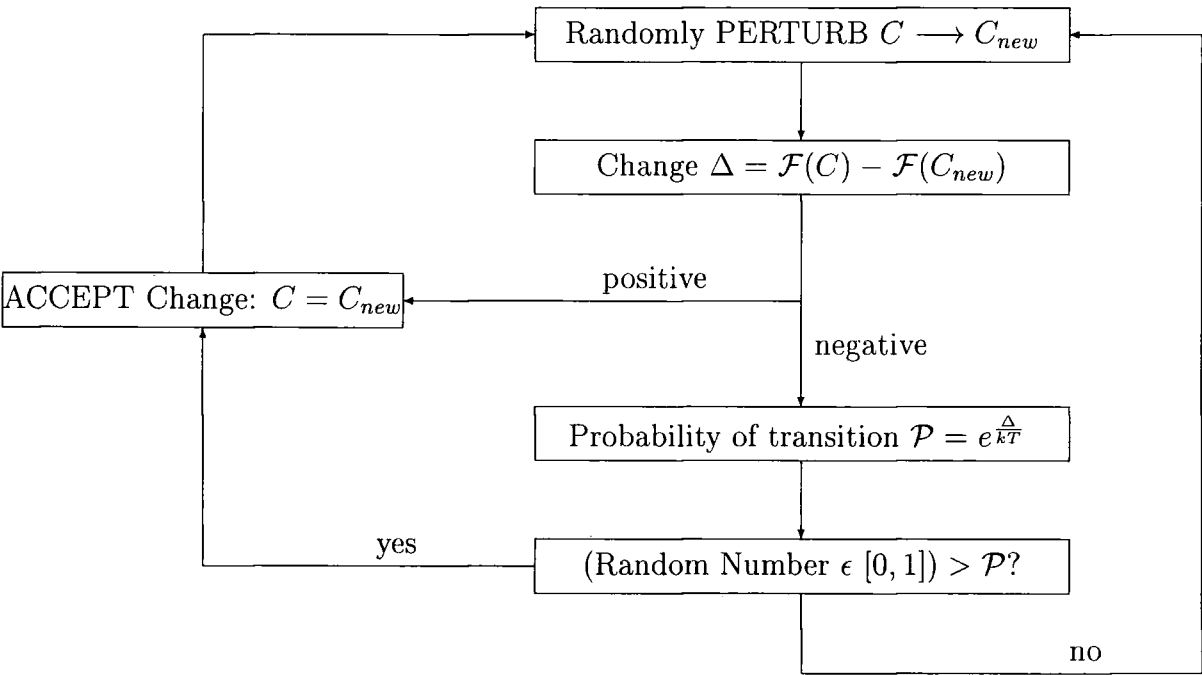 Randomly PERTURB C ⟶ C_new
Change Δ = ℱ(C) − ℱ(C_new)
positive
ACCEPT Change: C = C_new
negative
Probability of transition 𝒫 = e^{Δ/kT}
yes
(Random Number ϵ [0, 1]) > 𝒫?
no